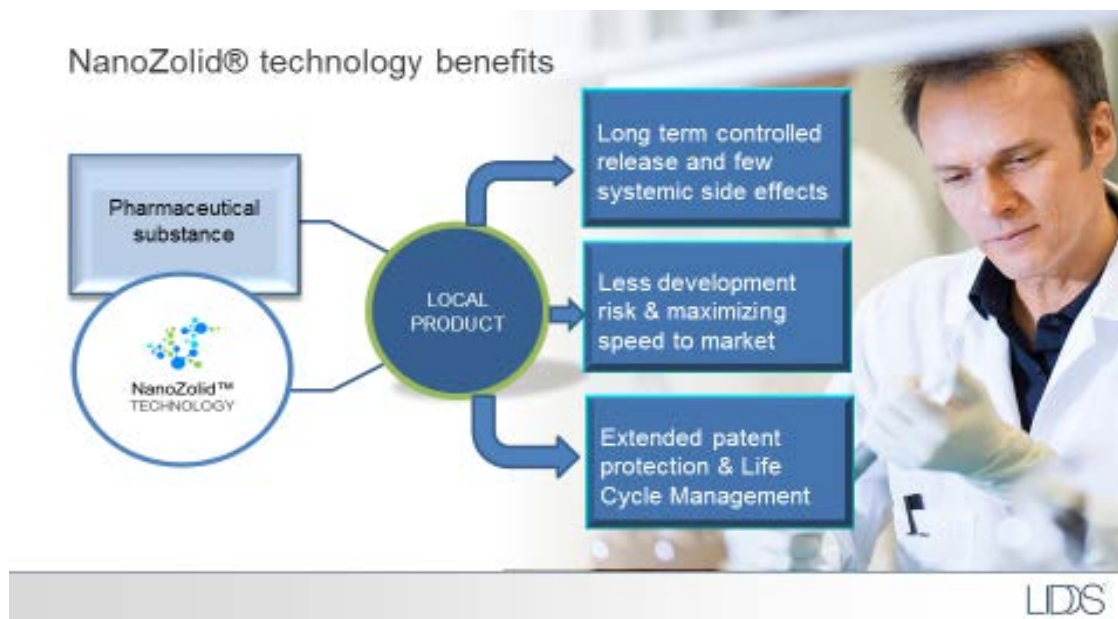 NanoZolid® technology benefits
Pharmaceutical
substance
NanoZolid™
TECHNOLOGY
LOCAL
PRODUCT
Long term controlled
release and few
systemic side effects
Less development
risk & maximizing
speed to market
Extended patent
protection & Life
Cycle Management
LIDDS